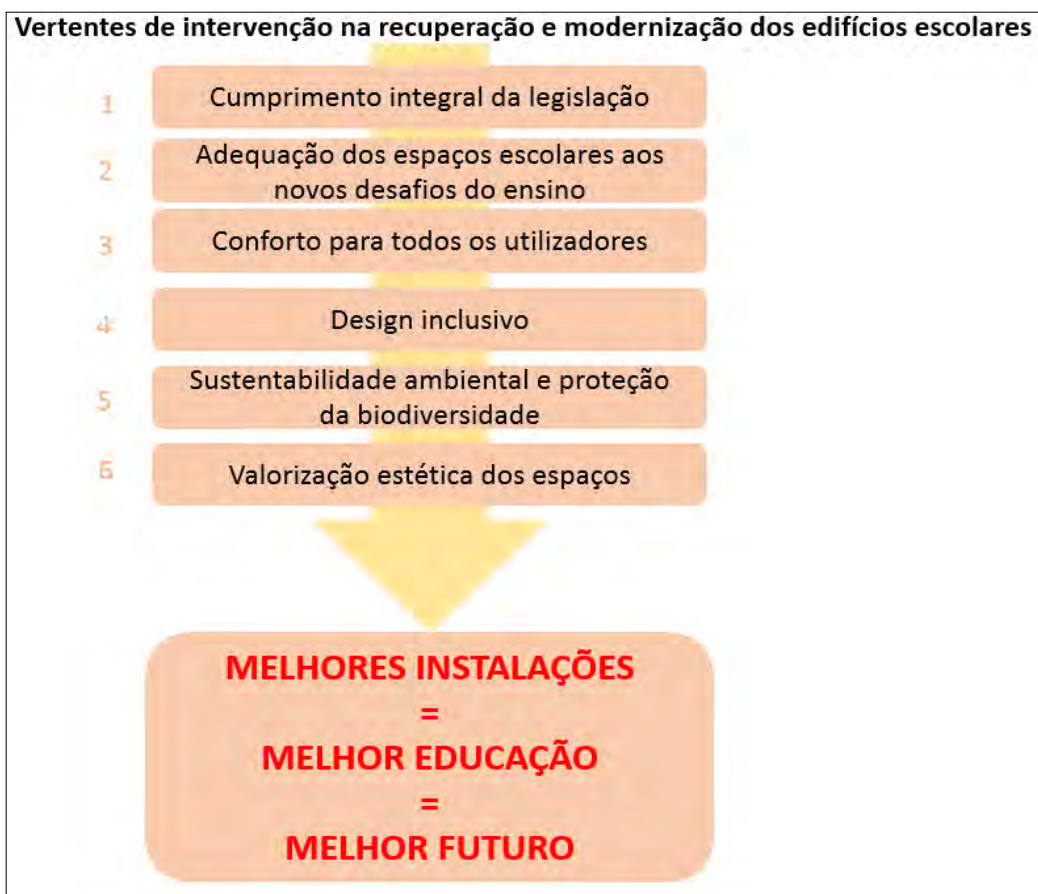 Vertentes de intervenção na recuperação e modernização dos edifícios escolares
1 Cumprimento integral da legislação
2 Adequação dos espaços escolares aos
novos desafios do ensino
3 Conforto para todos os utilizadores
4 Design inclusivo
5 Sustentabilidade ambiental e proteção
da biodiversidade
6 Valorização estética dos espaços
MELHORES INSTALAÇÕES
=
MELHOR EDUCAÇÃO
=
MELHOR FUTURO